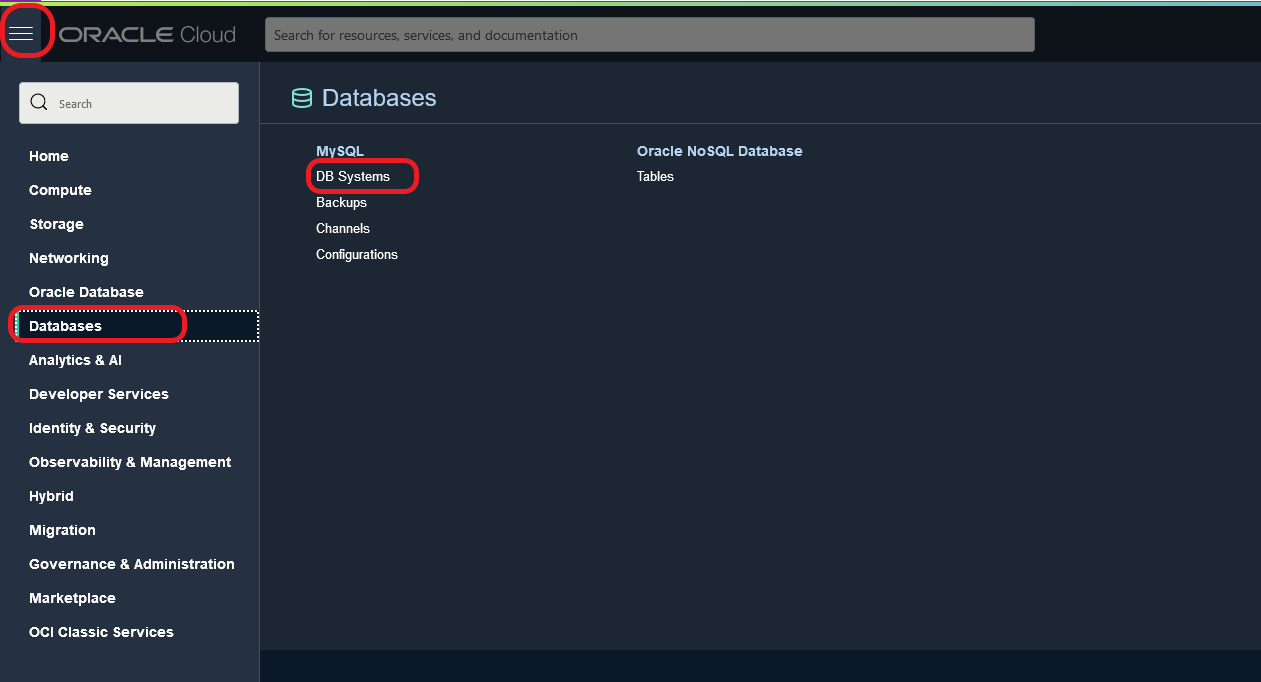 ORACLE Cloud
Search for resources, services, and documentation
Search
Home
Compute
Storage
Networking
Oracle Database
Databases
Analytics & AI
Developer Services
Identity & Security
Observability & Management
Hybrid
Migration
Governance & Administration
Marketplace
OCI Classic Services
Databases
MySQL
DB Systems
Backups
Channels
Configurations
Oracle NoSQL Database
Tables